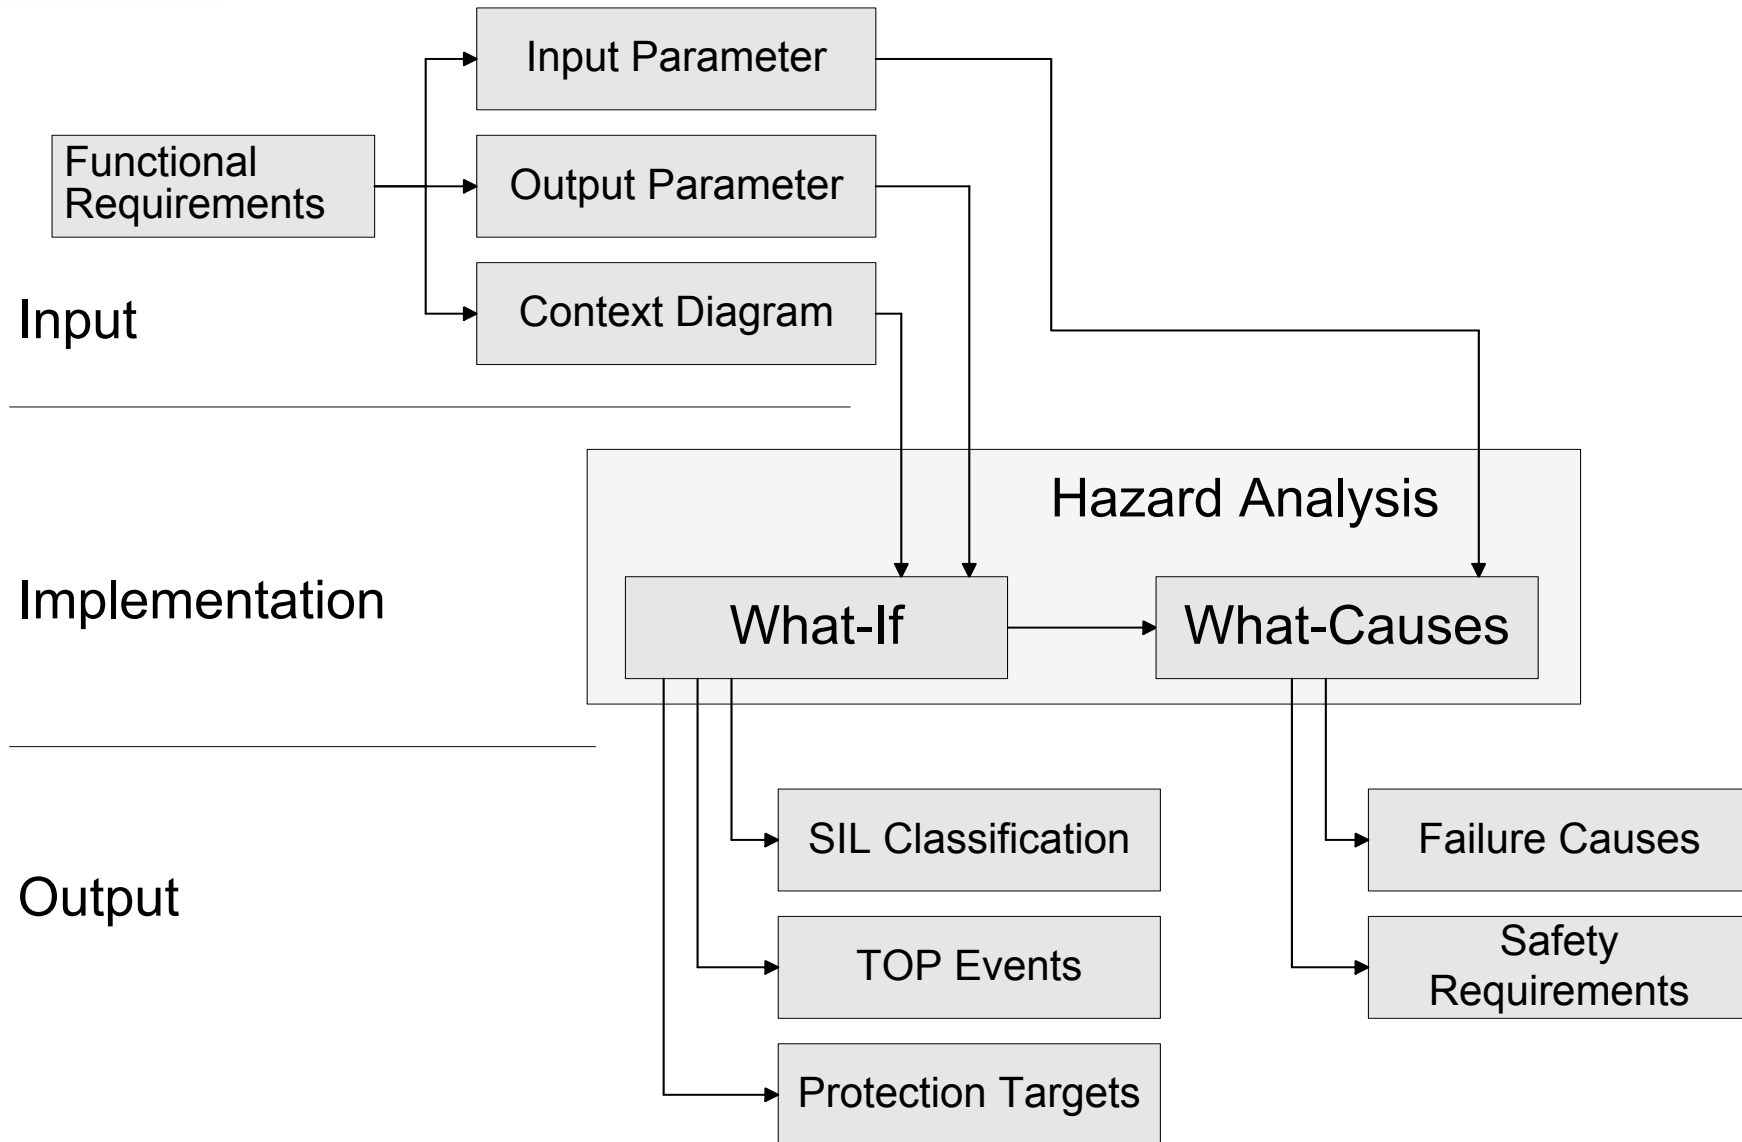 Input Parameter
Functional
Requirements
Output Parameter
Context Diagram
Input
Hazard Analysis
Implementation
What-If
What-Causes
SIL Classification
Failure Causes
Output
TOP Events
Safety
Requirements
Protection Targets